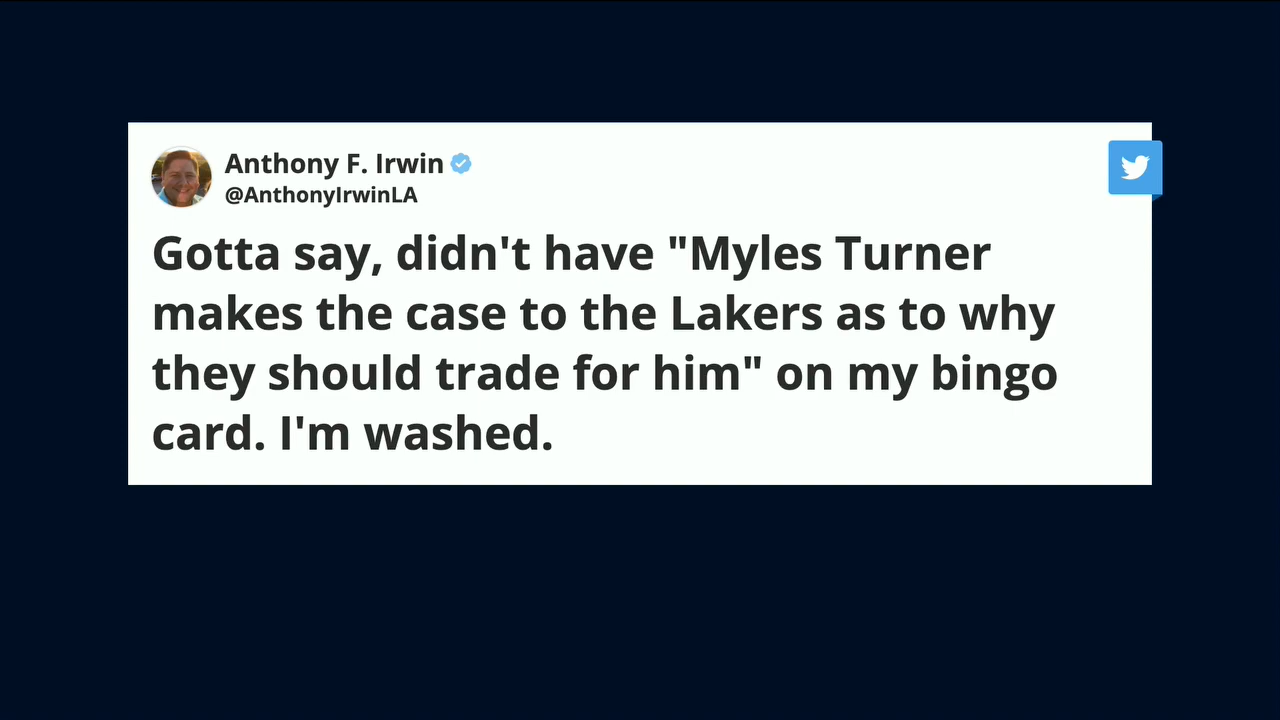 Anthony F. Irwin
@AnthonyIrwinLA
Gotta say, didn't have "Myles Turner
makes the case to the Lakers as to why
they should trade for him" on my bingo
card. I'm washed.